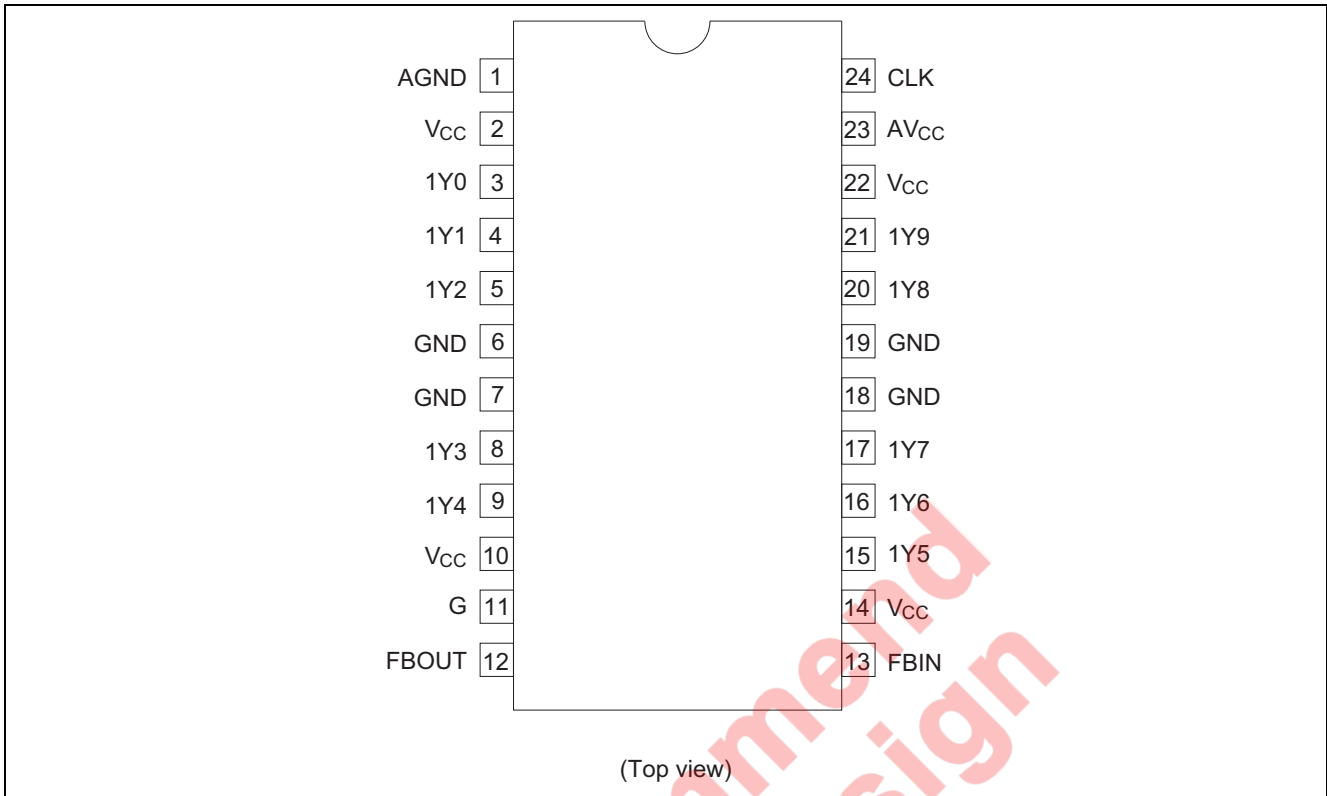 AGND 1 24 CLK
VCC 2 23 AVCC
1Y0 3 22 VCC
1Y1 4 21 1Y9
1Y2 5 20 1Y8
GND 6 19 GND
GND 7 18 GND
1Y3 8 17 1Y7
1Y4 9 16 1Y6
VCC 10 15 1Y5
G 11 14 VCC
FBOUT 12 13 FBIN
(Top view)